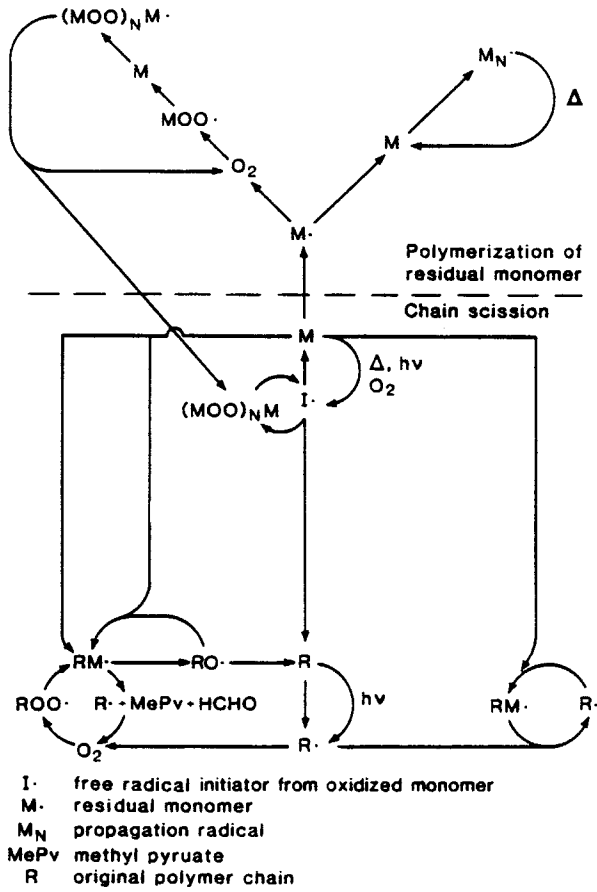 (MOO)NM·
M
MOO·
O2
MN·
Δ
M
M·
Polymerization of
residual monomer
Chain scission
M
Δ, hν
O2
I·
(MOO)NM
RM·
RO·
R
ROO·
R·+MePv+HCHO
hν
RM·
R·
O2
R·
I· free radical initiator from oxidized monomer
M· residual monomer
MN propagation radical
MePv methyl pyruate
R original polymer chain